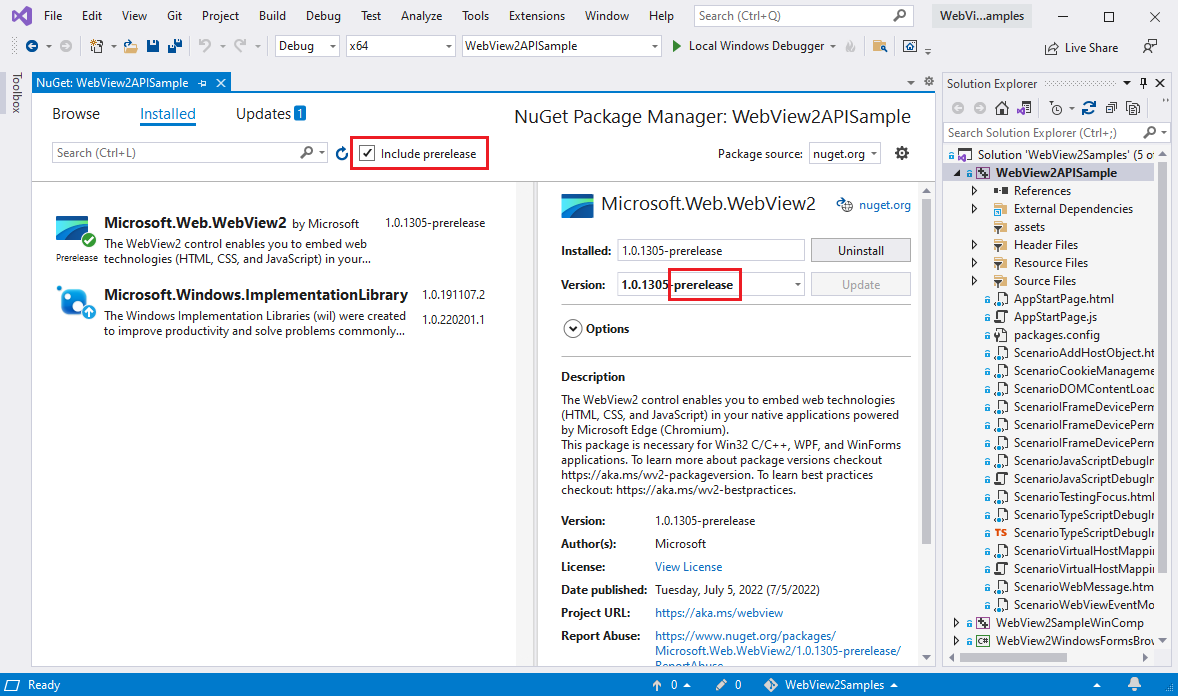 File Edit View Git Project Build Debug Test Analyze Tools Extensions Window Help Search (Ctrl+Q) WebVi...amples
Debug x64 WebView2APISample Local Windows Debugger Live Share
Toolbox
NuGet: WebView2APISample
Browse Installed Updates 1
NuGet Package Manager: WebView2APISample
Search (Ctrl+L) Include prerelease Package source: nuget.org
Microsoft.Web.WebView2 by Microsoft 1.0.1305-prerelease
The WebView2 control enables you to embed web
Prerelease technologies (HTML, CSS, and JavaScript) in your...
Microsoft.Windows.ImplementationLibrary 1.0.191107.2
The Windows Implementation Libraries (wil) were created 1.0.220201.1
to improve productivity and solve problems commonly...
Microsoft.Web.WebView2 nuget.org
Installed: 1.0.1305-prerelease Uninstall
Version: 1.0.1305-prerelease Update
Options
Description
The WebView2 control enables you to embed web technologies
(HTML, CSS, and JavaScript) in your native applications powered
by Microsoft Edge (Chromium).
This package is necessary for Win32 C/C++, WPF, and WinForms
applications. To learn more about package versions checkout
https://aka.ms/wv2-packageversion. To learn best practices
checkout: https://aka.ms/wv2-bestpractices.
Version: 1.0.1305-prerelease
Author(s): Microsoft
License: View License
Date published: Tuesday, July 5, 2022 (7/5/2022)
Project URL: https://aka.ms/webview
Report Abuse: https://www.nuget.org/packages/
Microsoft.Web.WebView2/1.0.1305-prerelease/
ReportAbuse
Solution Explorer
Search Solution Explorer (Ctrl+;)
Solution 'WebView2Samples' (5 of
WebView2APISample
References
External Dependencies
assets
Header Files
Resource Files
Source Files
AppStartPage.html
AppStartPage.js
packages.config
ScenarioAddHostObject.ht
ScenarioCookieManageme
ScenarioDOMContentLoad
ScenarioIFrameDevicePerm
ScenarioIFrameDevicePerm
ScenarioIFrameDevicePerm
ScenarioJavaScriptDebugIn
ScenarioJavaScriptDebugIn
ScenarioTestingFocus.html
ScenarioTypeScriptDebugIr
TS ScenarioTypeScriptDebugIr
ScenarioVirtualHostMappi
ScenarioVirtualHostMappi
ScenarioWebMessage.htm
ScenarioWebViewEventMo
WebView2SampleWinComp
C# WebView2WindowsFormsBrow
Ready 0 0 WebView2Samples